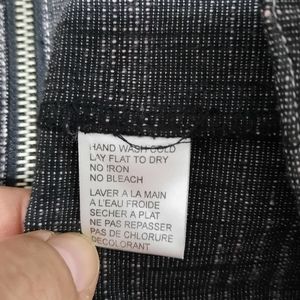 HAND WASH COLD
LAY FLAT TO DRY
NO IRON
NO BLEACH
LAVER A LA MAIN
A L'EAU FROIDE
SECHER A PLAT
NE PAS REPASSER
PAS DE CHLORURE
DECOLORANT